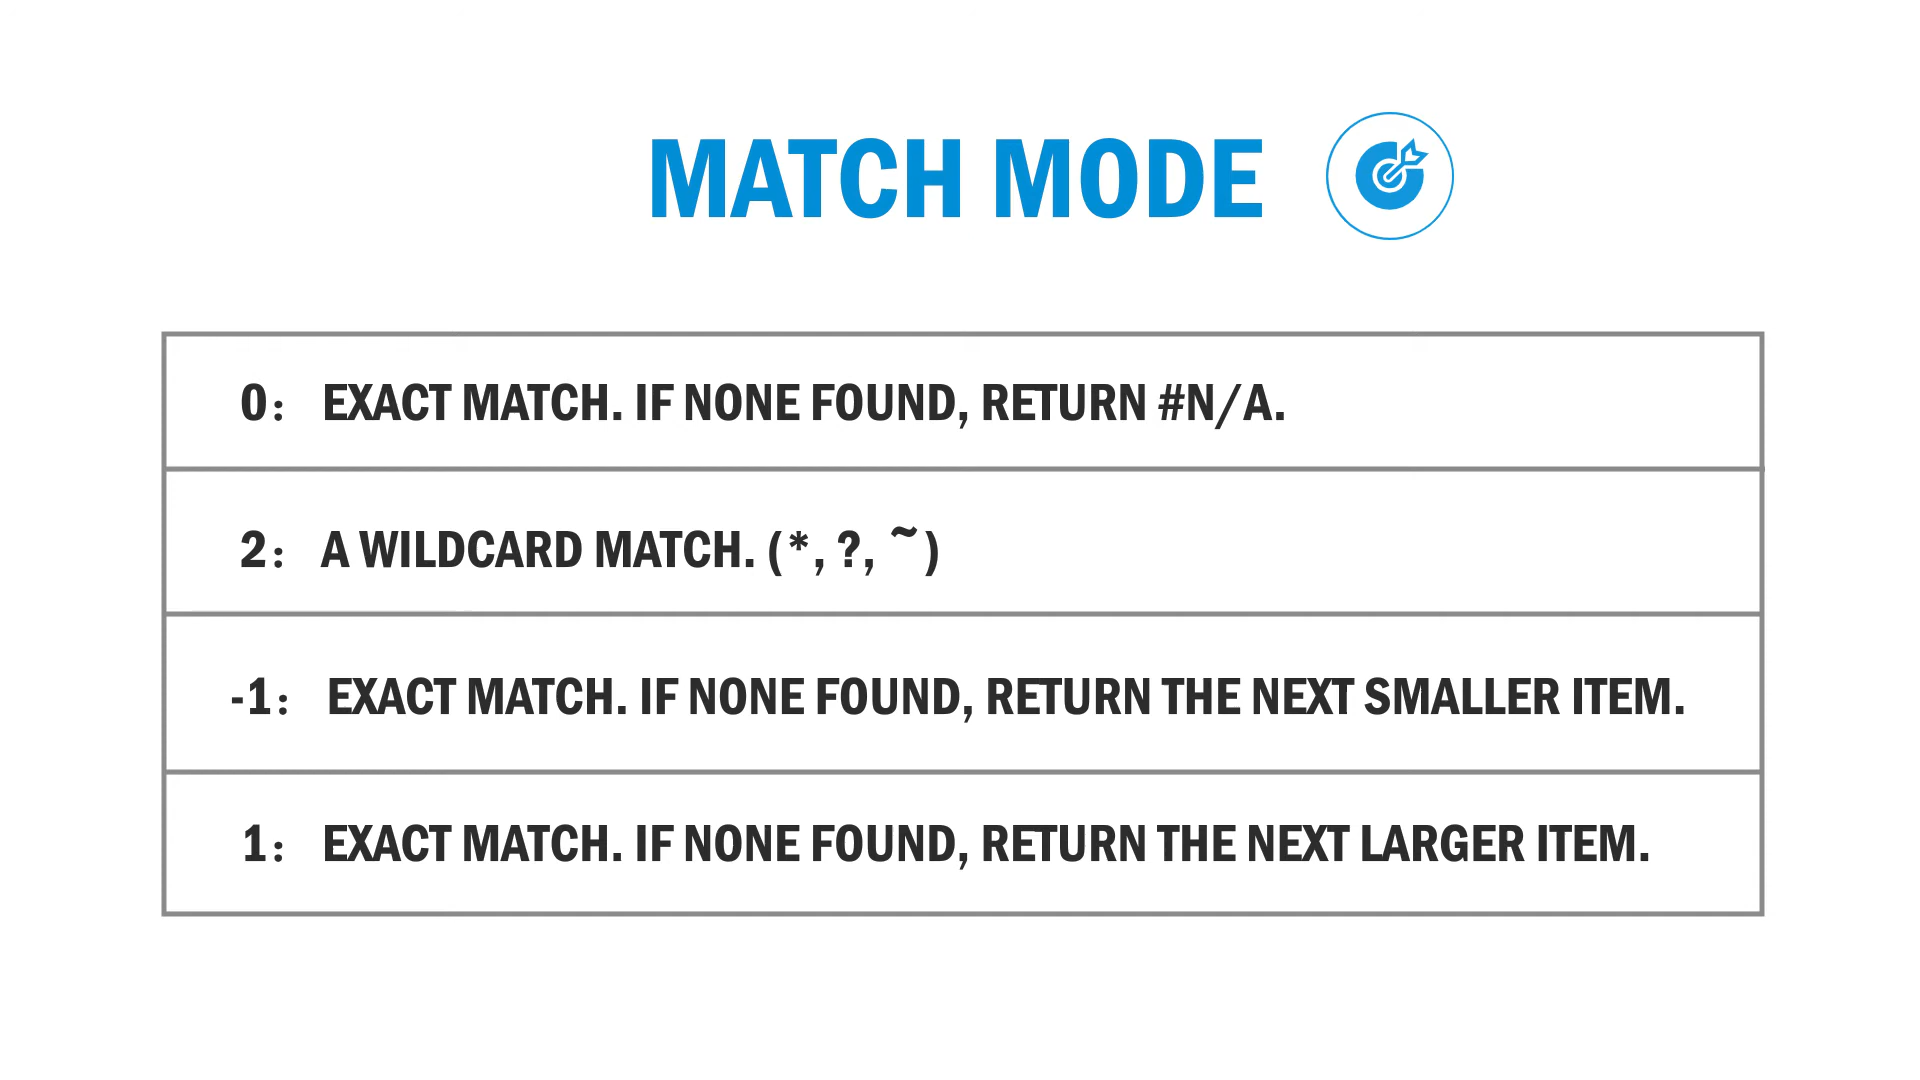 MATCH MODE
0: EXACT MATCH. IF NONE FOUND, RETURN #N/A.
2: A WILDCARD MATCH. (*, ?, ~)
-1: EXACT MATCH. IF NONE FOUND, RETURN THE NEXT SMALLER ITEM.
1: EXACT MATCH. IF NONE FOUND, RETURN THE NEXT LARGER ITEM.